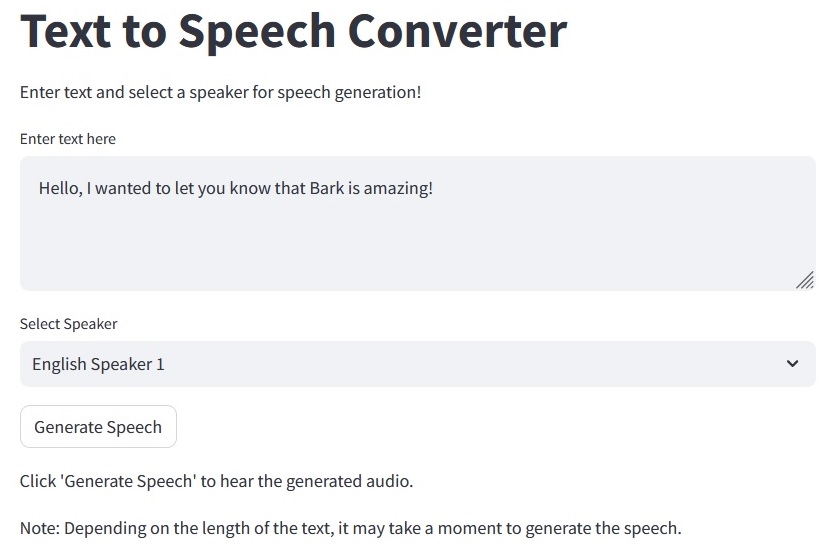 Text to Speech Converter
Enter text and select a speaker for speech generation!
Enter text here
Hello, I wanted to let you know that Bark is amazing!
Select Speaker
English Speaker 1
Generate Speech
Click 'Generate Speech' to hear the generated audio.
Note: Depending on the length of the text, it may take a moment to generate the speech.